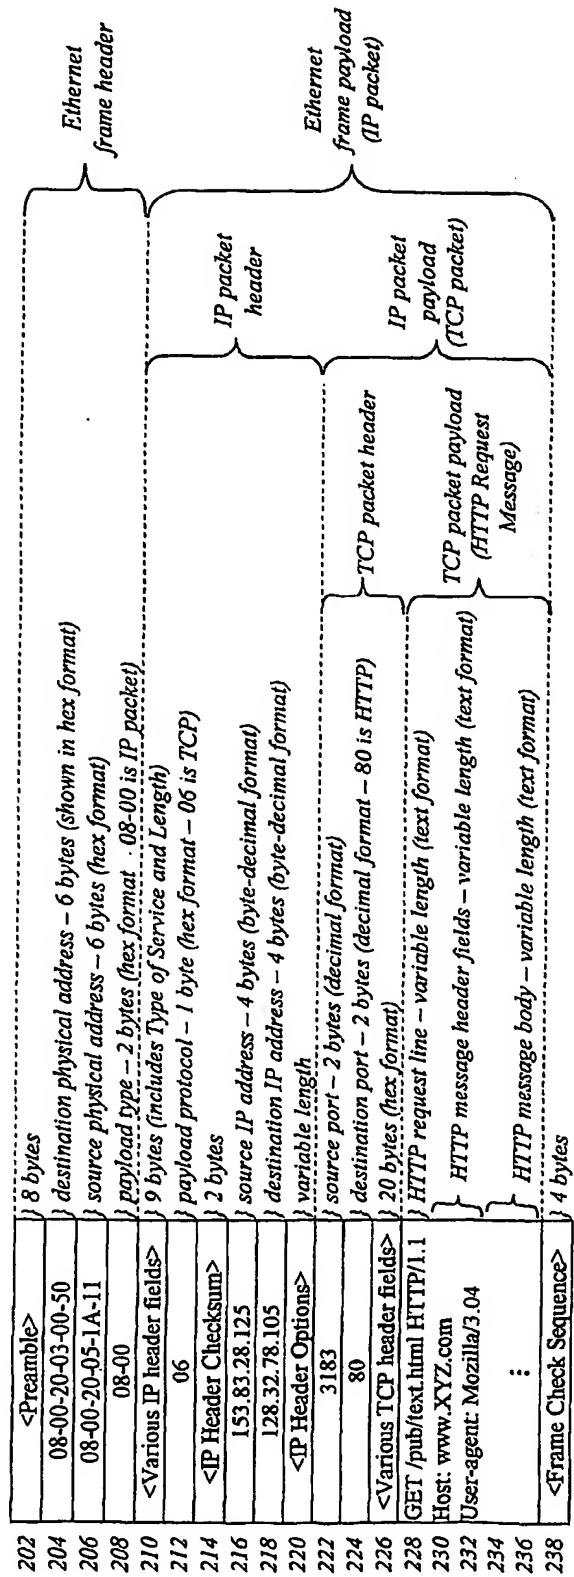 202 <Preamble> 8 bytes
204 08-00-20-03-00-50 destination physical address – 6 bytes (shown in hex format)
206 08-00-20-05-1A-11 source physical address – 6 bytes (hex format)
208 08-00 payload type – 2 bytes (hex format - 08-00 is IP packet)
Ethernet
frame header
210 <Various IP header fields> 9 bytes (includes Type of Service and Length)
212 06 payload protocol – 1 byte (hex format – 06 is TCP)
214 <IP Header Checksum> 2 bytes
216 153.83.28.125 source IP address – 4 bytes (byte-decimal format)
218 128.32.78.105 destination IP address – 4 bytes (byte-decimal format)
220 <IP Header Options> variable length
IP packet
header
222 3183 source port – 2 bytes (decimal format)
224 80 destination port – 2 bytes (decimal format – 80 is HTTP)
226 <Various TCP header fields> 20 bytes (hex format)
TCP packet header
228 GET /pub/text.html HTTP/1.1 HTTP request line – variable length (text format)
230 Host: www.XYZ.com
232 User-agent: Mozilla/3.04
HTTP message header fields – variable length (text format)
234
236 ⋮ HTTP message body – variable length (text format)
TCP packet payload
(HTTP Request
Message)
IP packet
payload
(TCP packet)
Ethernet
frame payload
(IP packet)
238 <Frame Check Sequence> 4 bytes